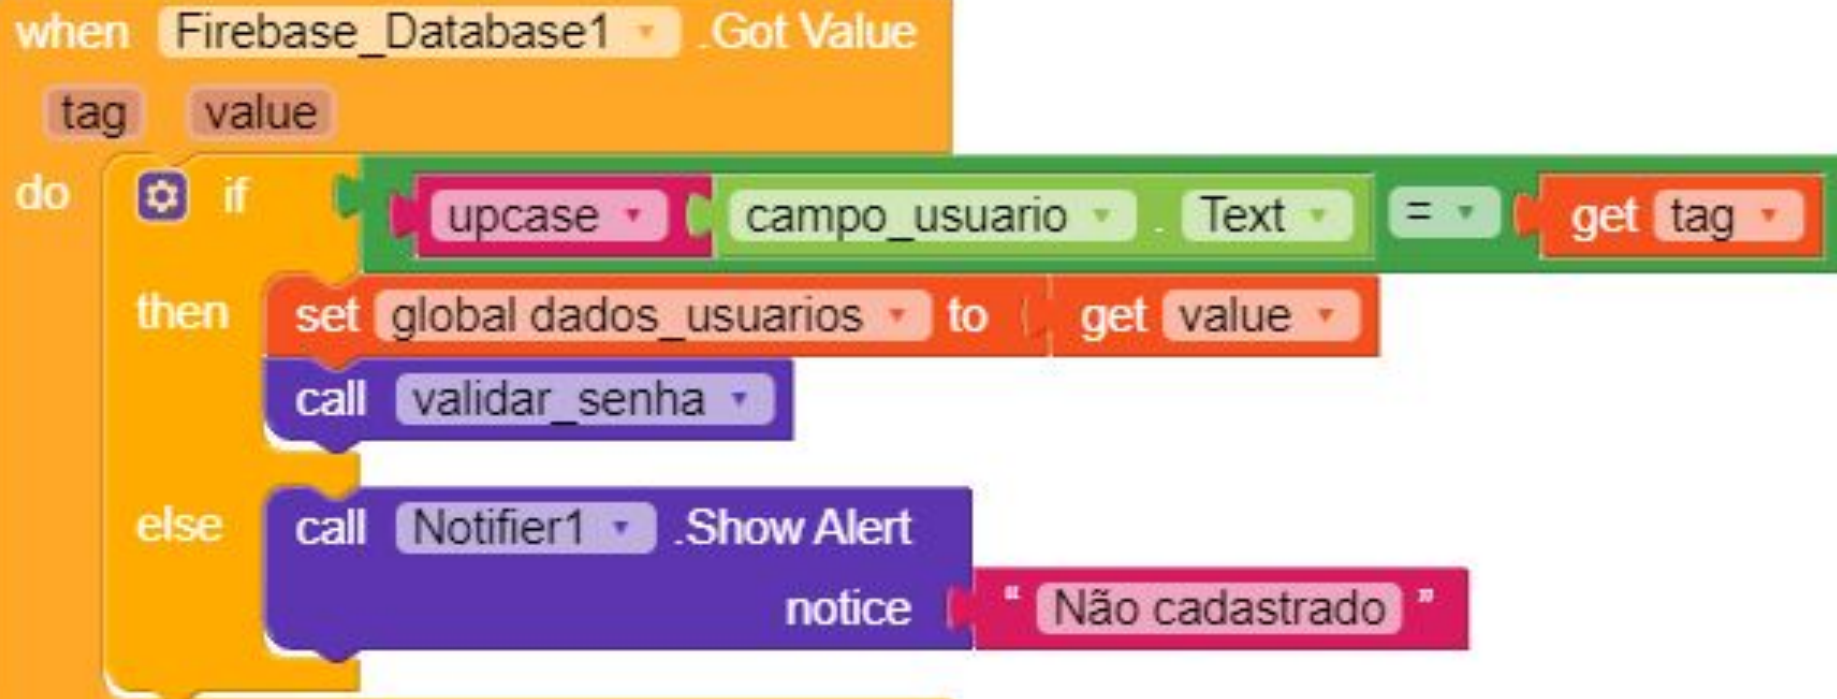 when Firebase_Database1 .Got Value
tag value
do if upcase campo_usuario . Text = get tag
then set global dados_usuarios to get value
call validar_senha
else call Notifier1 .Show Alert
notice " Não cadastrado "